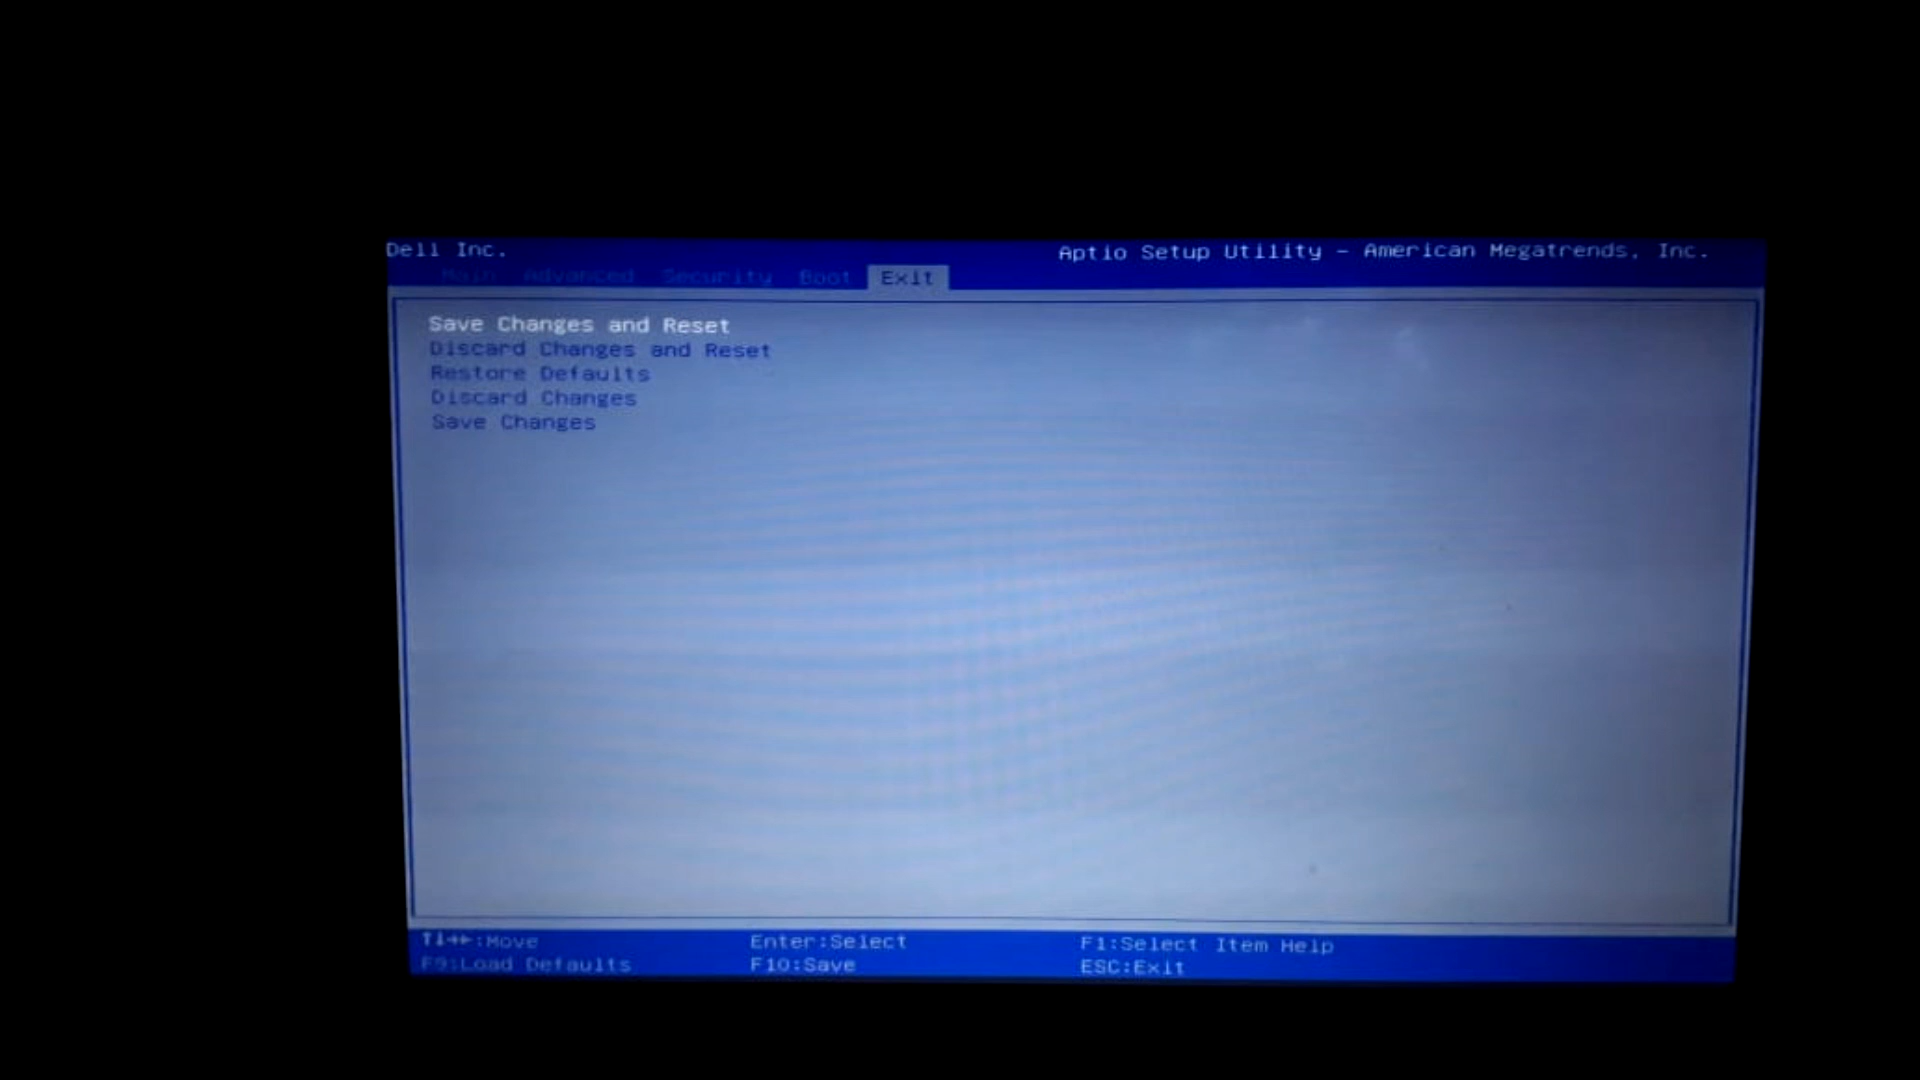 Dell Inc.
Aptio Setup Utility - American Megatrends, Inc.
Main Advanced Security Boot Exit
Save Changes and Reset
Discard Changes and Reset
Restore Defaults
Discard Changes
Save Changes
↑↓→←:Move Enter:Select F1:Select Item Help
F9:Load Defaults F10:Save ESC:Exit